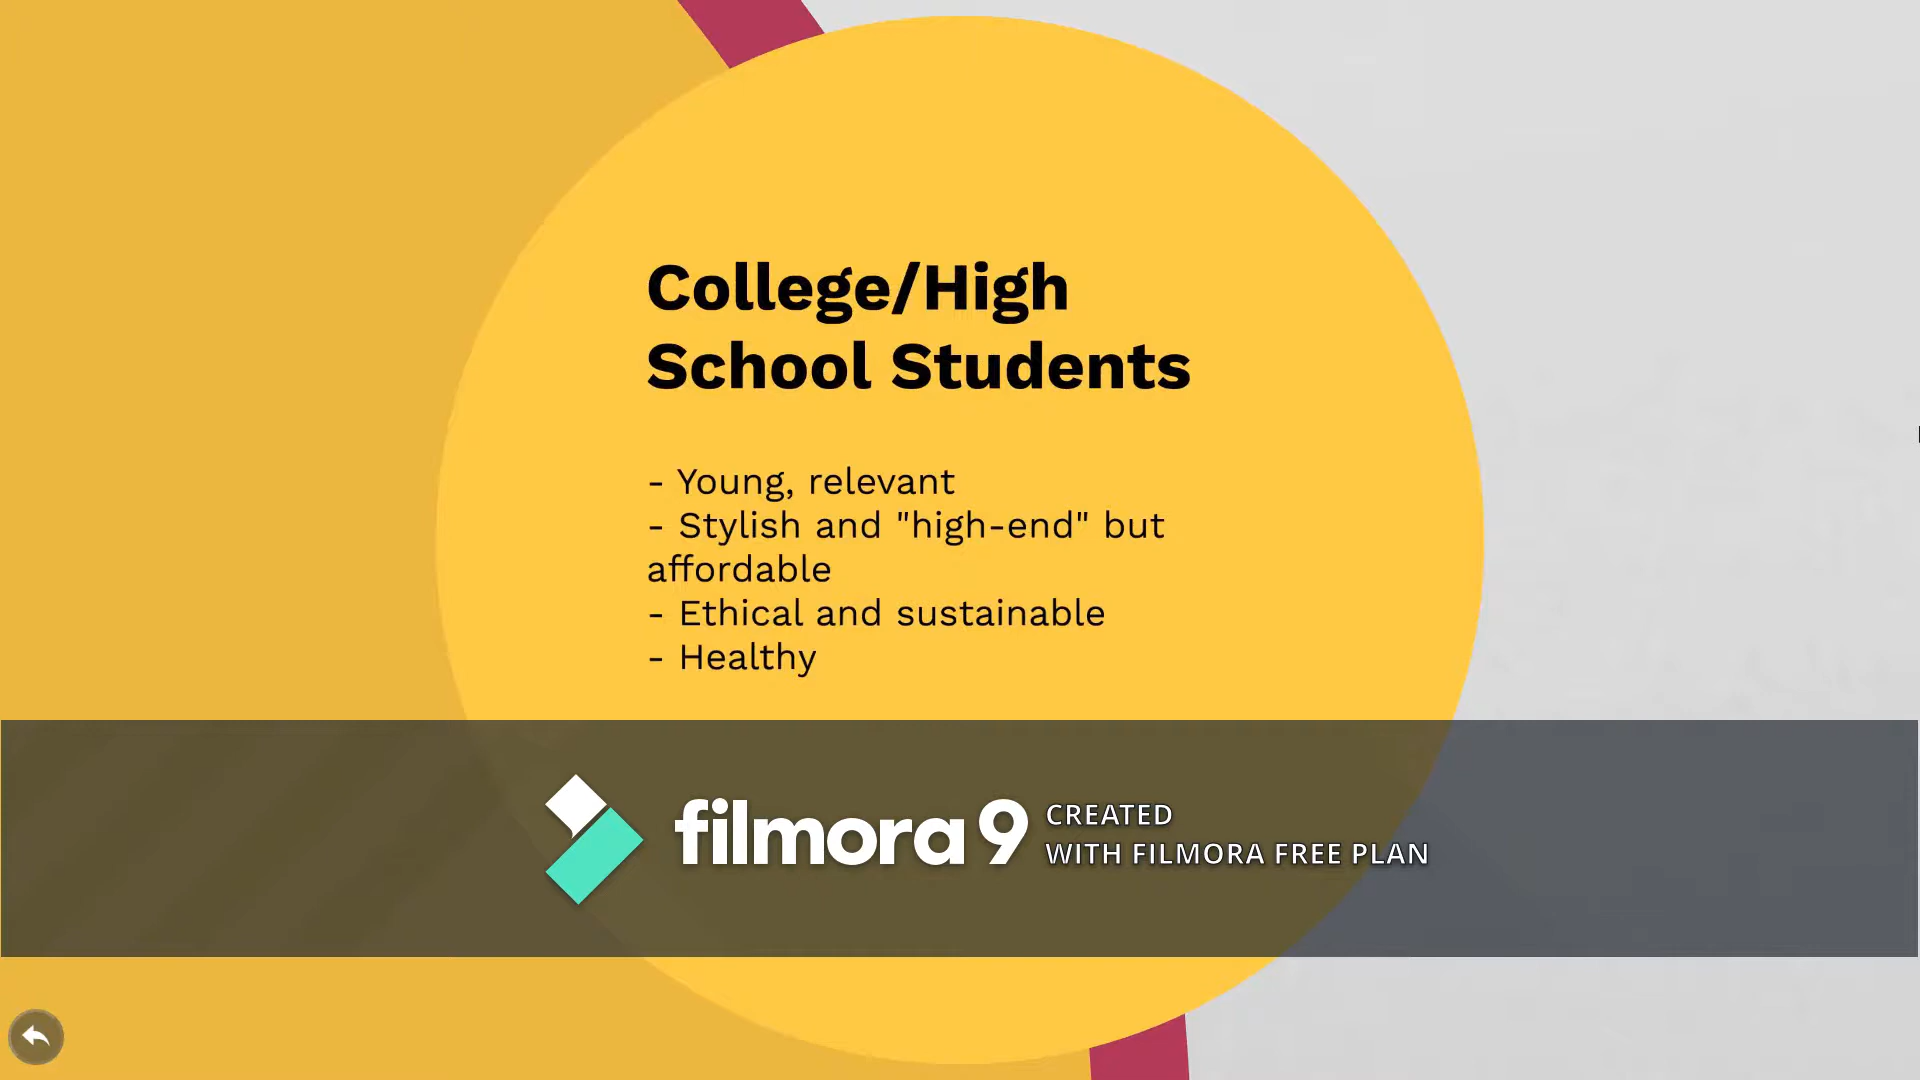 College/High
School Students
- Young, relevant
- Stylish and "high-end" but
affordable
- Ethical and sustainable
- Healthy
filmora 9 CREATED
WITH FILMORA FREE PLAN